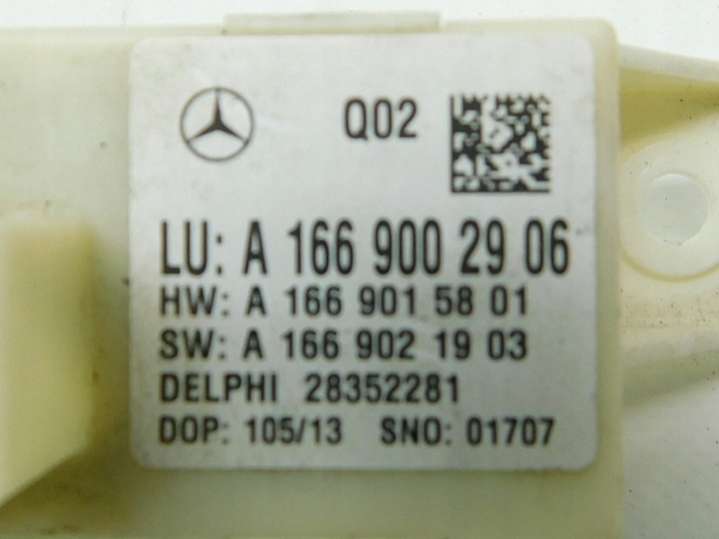 Q02
LU: A 166 900 29 06
HW: A 166 901 58 01
SW: A 166 902 19 03
DELPHI 28352281
DOP: 105/13 SNO: 01707